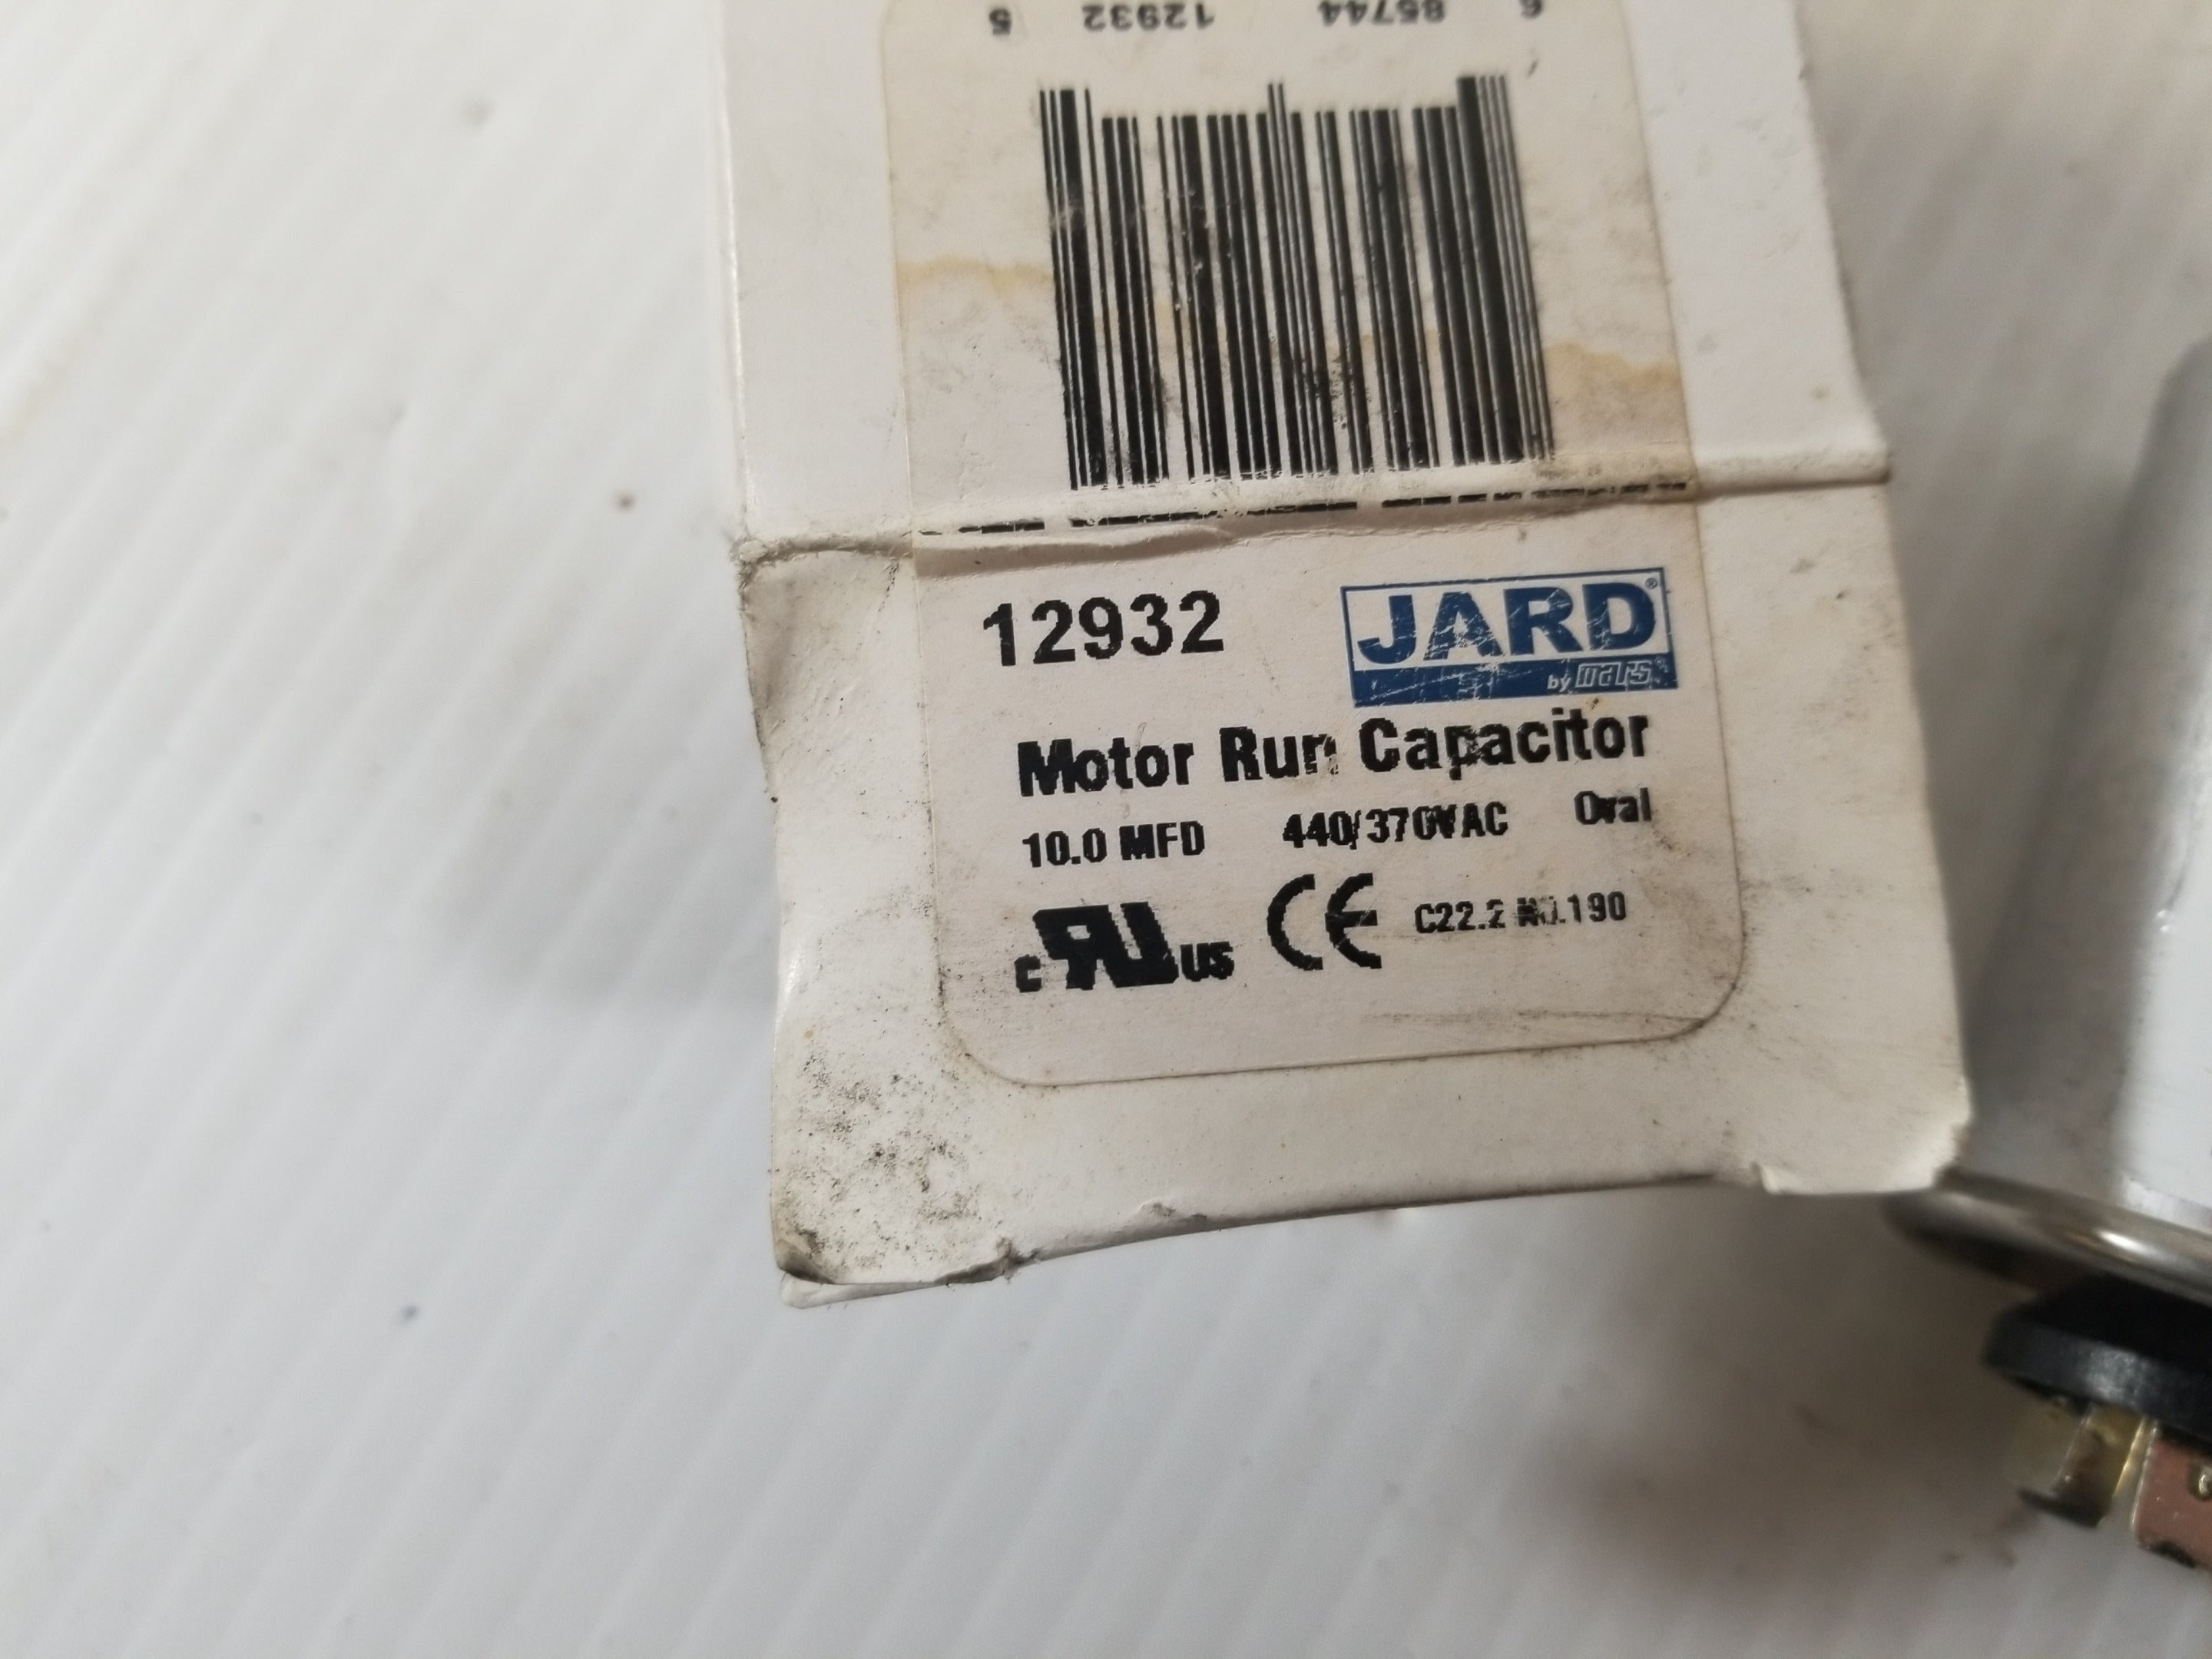 6 85744 12932 5
12932
JARD®
by mars®
Motor Run Capacitor
10.0 MFD 440/370VAC Oval
c RU us CE C22.2 NO.190